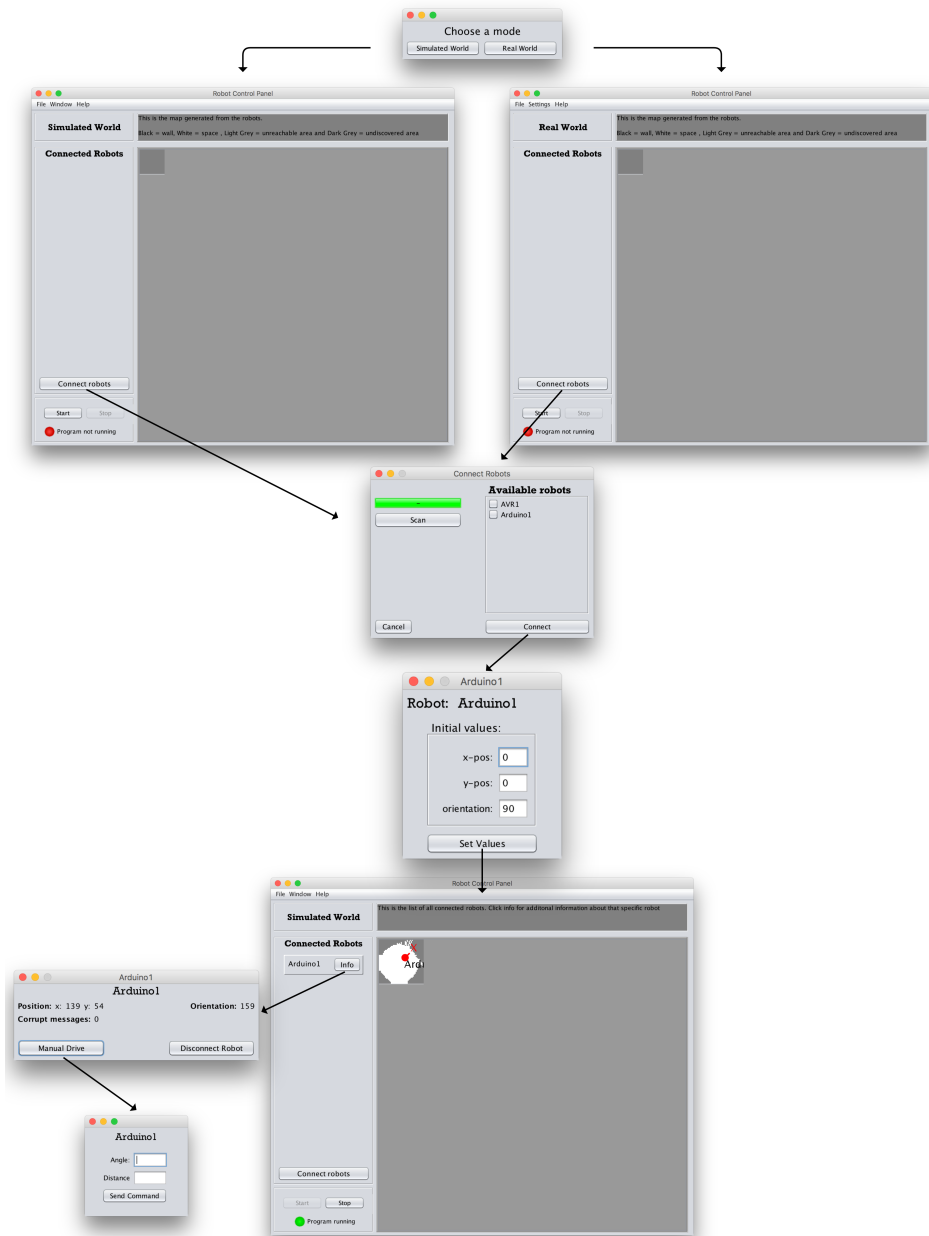 Choose a mode
Simulated World
Real World
Robot Control Panel
File Window Help
Simulated World
This is the map generated from the robots.
Black = wall, White = space , Light Grey = unreachable area and Dark Grey = undiscovered area
Connected Robots
Connect robots
Start
Stop
Program not running
Robot Control Panel
File Settings Help
Real World
This is the map generated from the robots.
Black = wall, White = space , Light Grey = unreachable area and Dark Grey = undiscovered area
Connected Robots
Connect robots
Start
Stop
Program not running
Connect Robots
Available robots
-
AVR1
Scan
Arduino1
Cancel
Connect
Arduino1
Robot: Arduino1
Initial values:
x-pos: 0
y-pos: 0
orientation: 90
Set Values
Robot Control Panel
File Window Help
Simulated World
This is the list of all connected robots. Click info for additonal information about that specific robot
Connected Robots
Arduino1
Info
Ardu
Connect robots
Start
Stop
Program running
Arduino1
Arduino1
Position: x: 139 y: 54
Orientation: 159
Corrupt messages: 0
Manual Drive
Disconnect Robot
Arduino1
Angle:
Distance
Send Command